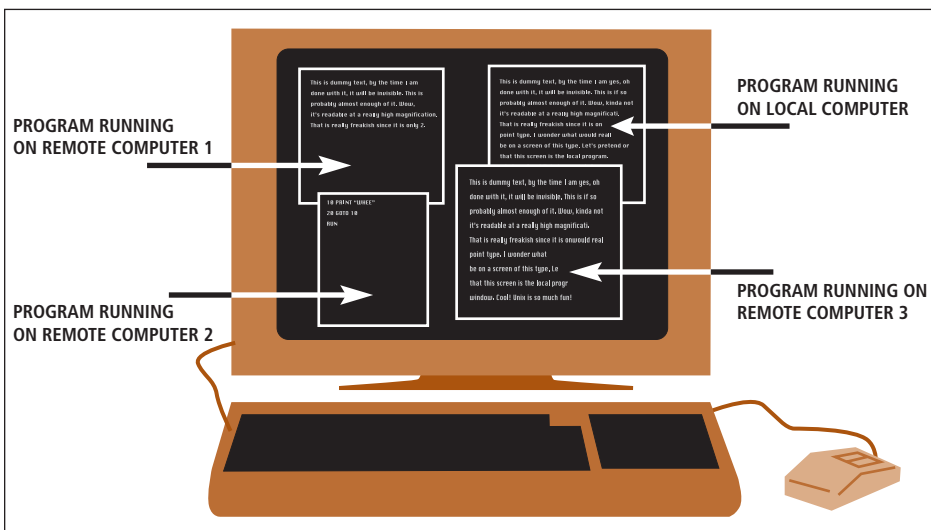 PROGRAM RUNNING
ON REMOTE COMPUTER 1
This is dummy text, by the time I am
done with it, it will be invisible. This is
probably almost enough of it. Wow,
it's readable at a really high magnification.
That is really freakish since it is only 2.
This is dummy text, by the time I am yes, oh
done with it, it will be invisible. This is if so
probably almost enough of it. Wow, kinda not
it's readable at a really high magnificati.
That is really freakish since it is on
point type. I wonder what would reall
be on a screen of this type, Let's pretend or
that this screen is the local program.
PROGRAM RUNNING
ON LOCAL COMPUTER
10 PRINT "WHEE"
20 GOTO 10
RUN
This is dummy text, by the time I am yes, oh
done with it, it will be invisible, This is if so
probably almost enough of it. Wow, kinda not
it's readable at a really high magnificati.
That is really freakish since it is onwould real
point type. I wonder what
be on a screen of this type, Le
that this screen is the local progr
window. Cool! Unix is so much fun!
PROGRAM RUNNING
ON REMOTE COMPUTER 2
PROGRAM RUNNING ON
REMOTE COMPUTER 3